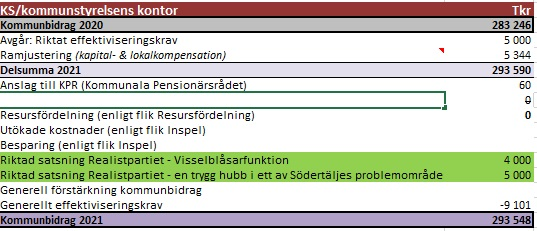 KS/kommunstyrelsens kontor Tkr
Kommunbidrag 2020 283 246
Avgår: Riktat effektiviseringskrav 5 000
Ramjustering (kapital- & lokalkompensation) 5 344
Delsumma 2021 293 590
Anslag till KPR (Kommunala Pensionärsrådet) 60
0
Resursfördelning (enligt flik Resursfördelning) 0
Utökade kostnader (enligt flik Inspel)
Besparing (enligt flik Inspel)
Riktad satsning Realistpartiet - Visselblåsarfunktion 4 000
Riktad satsning Realistpartiet - en trygg hubb i ett av Södertäljes problemområde 5 000
Generell förstärkning kommunbidrag
Generellt effektiviseringskrav -9 101
Kommunbidrag 2021 293 548